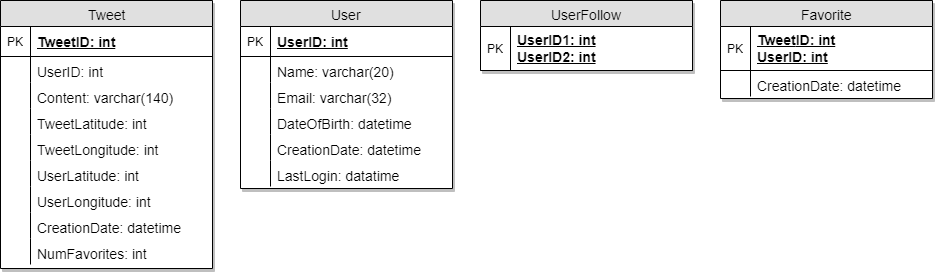 Tweet
PK TweetID: int
UserID: int
Content: varchar(140)
TweetLatitude: int
TweetLongitude: int
UserLatitude: int
UserLongitude: int
CreationDate: datetime
NumFavorites: int
User
PK UserID: int
Name: varchar(20)
Email: varchar(32)
DateOfBirth: datetime
CreationDate: datetime
LastLogin: datatime
UserFollow
PK UserID1: int
UserID2: int
Favorite
PK TweetID: int
UserID: int
CreationDate: datetime